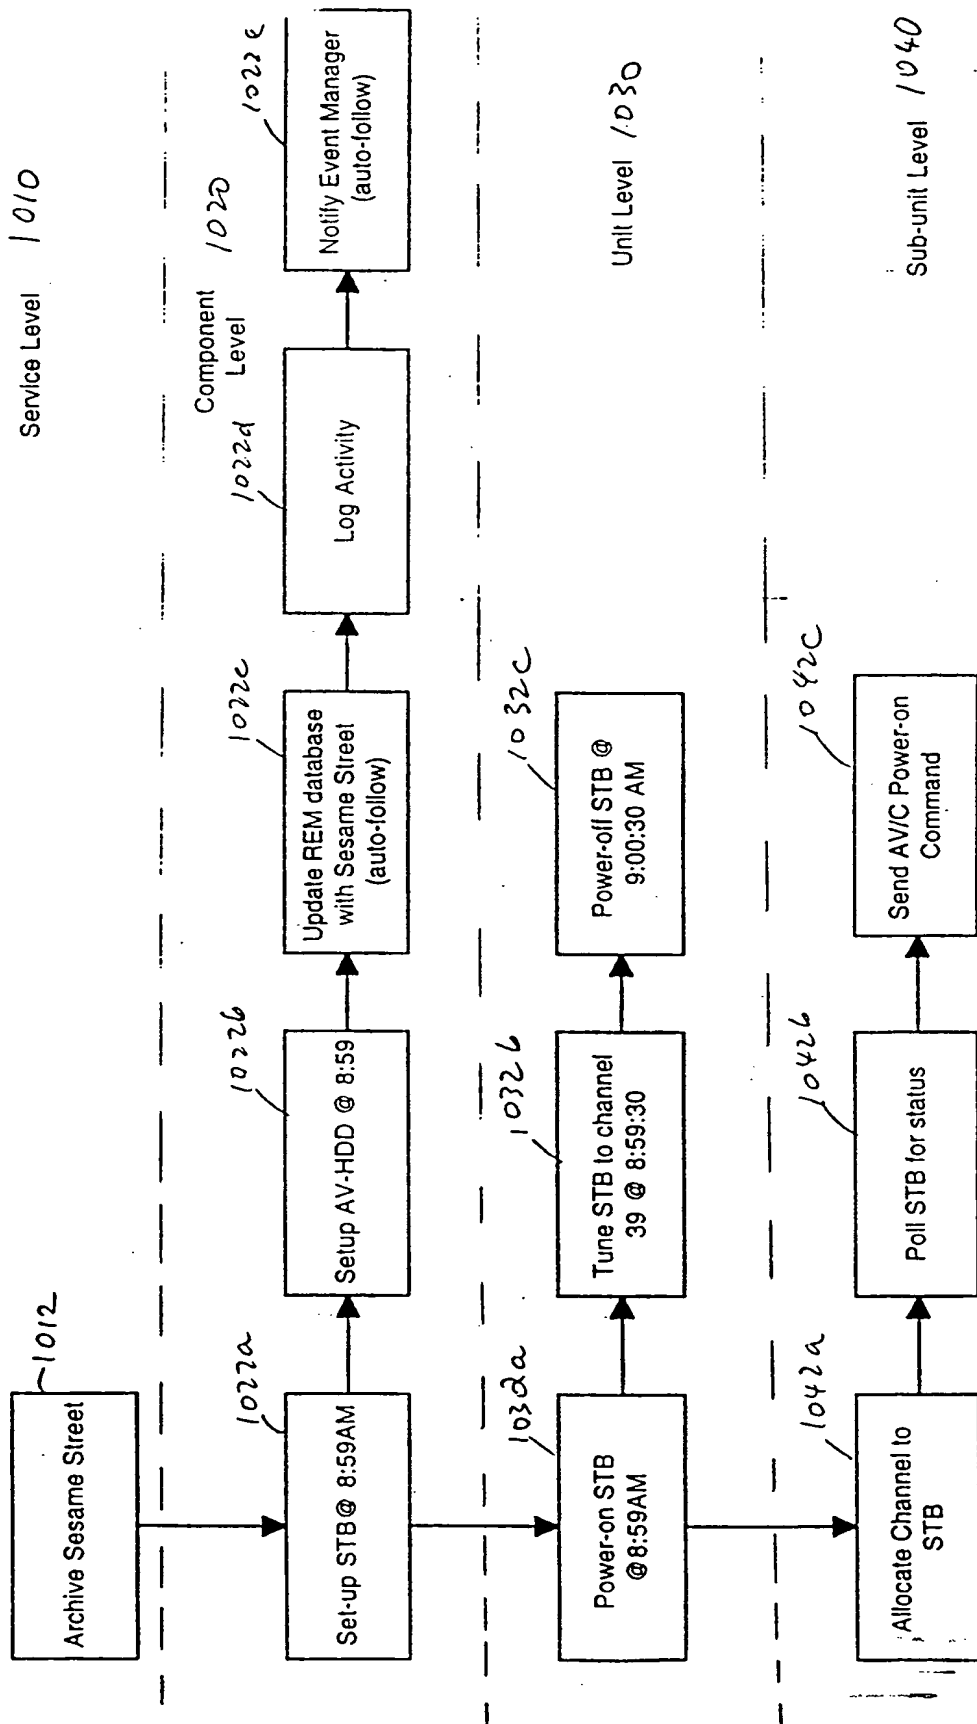 Service Level 1010
Archive Sesame Street
1012
Component
Level
1020
Set-up STB@ 8:59AM
1022a
Setup AV-HDD @ 8:59
1022b
Update REM database
with Sesame Street
(auto-follow)
1022c
Log Activity
1022d
Notify Event Manager
(auto-follow)
1022e
Unit Level 1030
Power-on STB
@8:59AM
1032a
Tune STB to channel
39 @ 8:59:30
1032b
Power-off STB @
9:00:30 AM
1032c
Sub-unit Level 1040
Allocate Channel to
STB
1042a
Poll STB for status
1042b
Send AV/C Power-on
Command
1042c